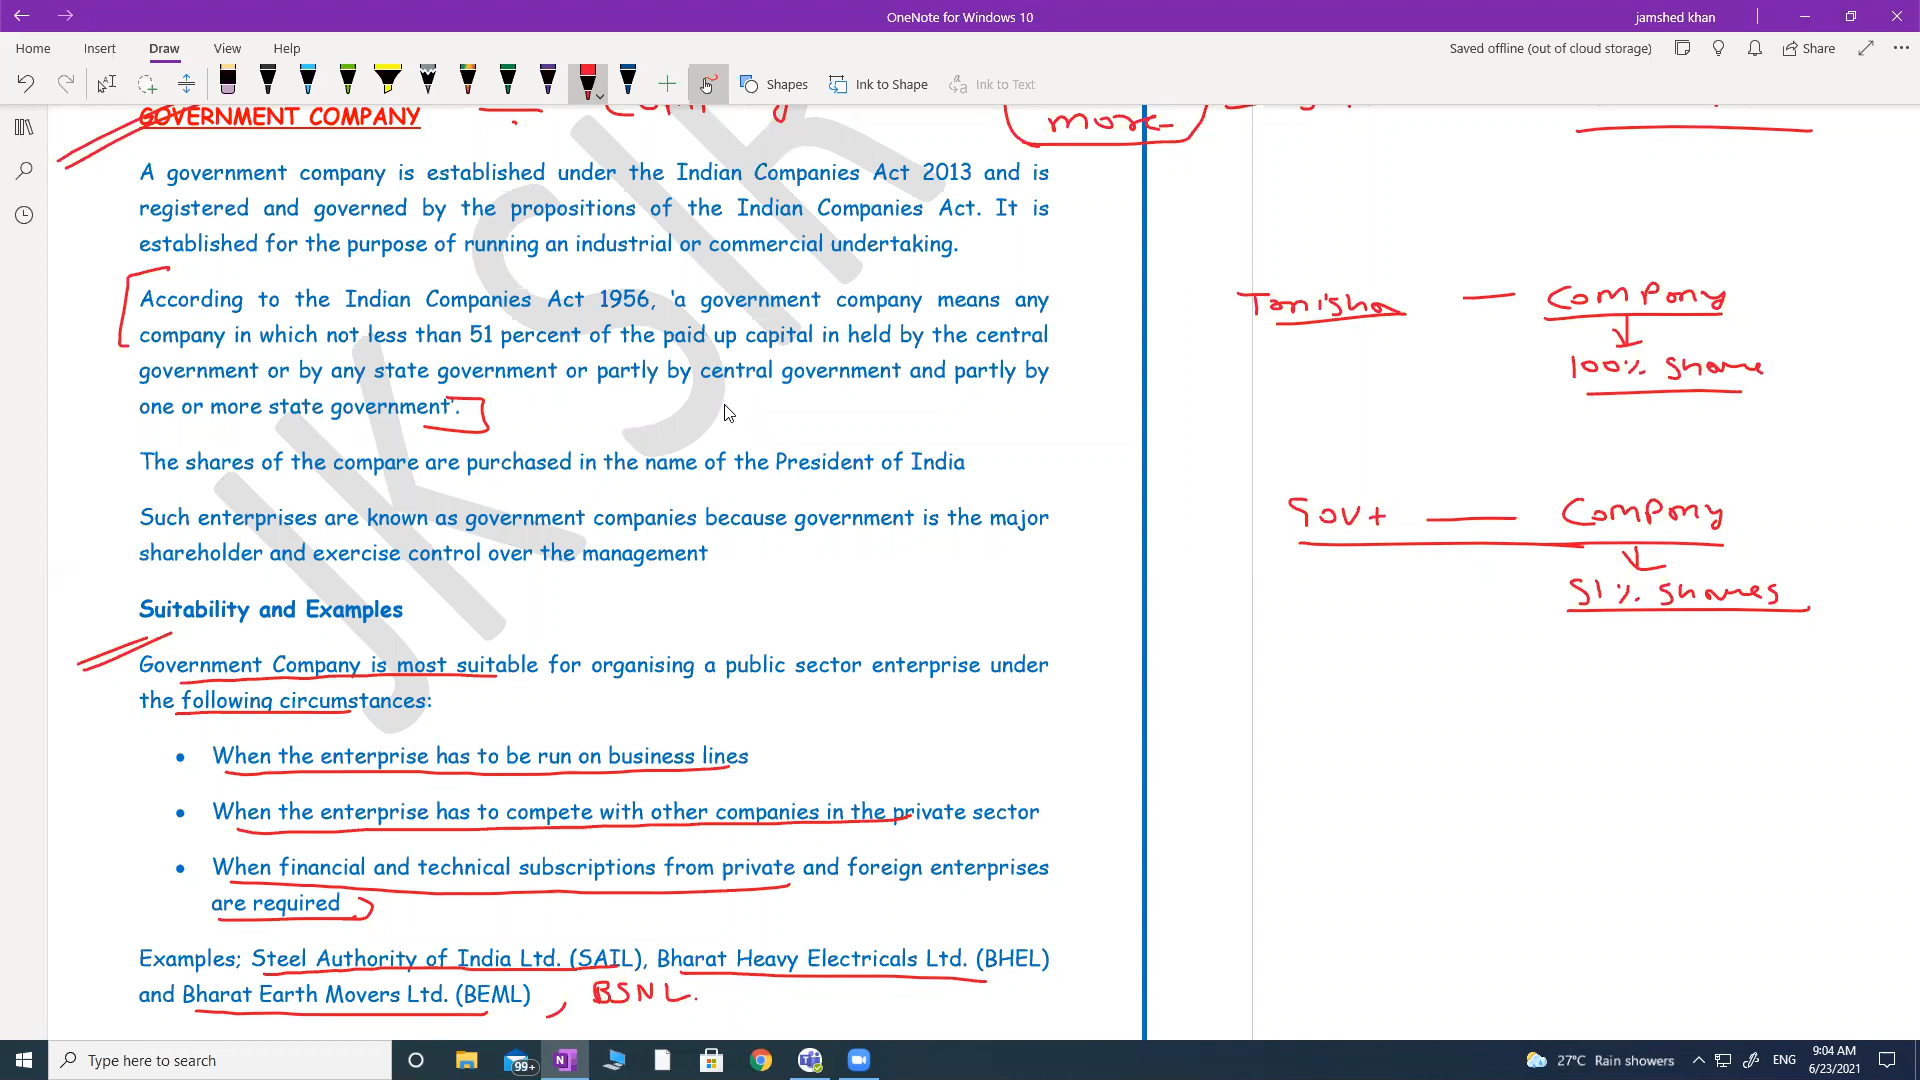 OneNote for Windows 10
jamshed khan
Home Insert Draw View Help
Saved offline (out of cloud storage)
Share
Shapes
Ink to Shape
Ink to Text
GOVERNMENT COMPANY
more
A government company is established under the Indian Companies Act 2013 and is
registered and governed by the propositions of the Indian Companies Act. It is
established for the purpose of running an industrial or commercial undertaking.
According to the Indian Companies Act 1956, 'a government company means any
company in which not less than 51 percent of the paid up capital in held by the central
government or by any state government or partly by central government and partly by
one or more state government'.
The shares of the compare are purchased in the name of the President of India
Such enterprises are known as government companies because government is the major
shareholder and exercise control over the management
Suitability and Examples
Government Company is most suitable for organising a public sector enterprise under
the following circumstances:
• When the enterprise has to be run on business lines
• When the enterprise has to compete with other companies in the private sector
• When financial and technical subscriptions from private and foreign enterprises
are required
Examples; Steel Authority of India Ltd. (SAIL), Bharat Heavy Electricals Ltd. (BHEL)
and Bharat Earth Movers Ltd. (BEML) , BSNL.
JK SIR
Tanisha — Company
100% share
Govt — Company
51% shares
Type here to search
99+
27°C Rain showers
ENG
9:04 AM
6/23/2021